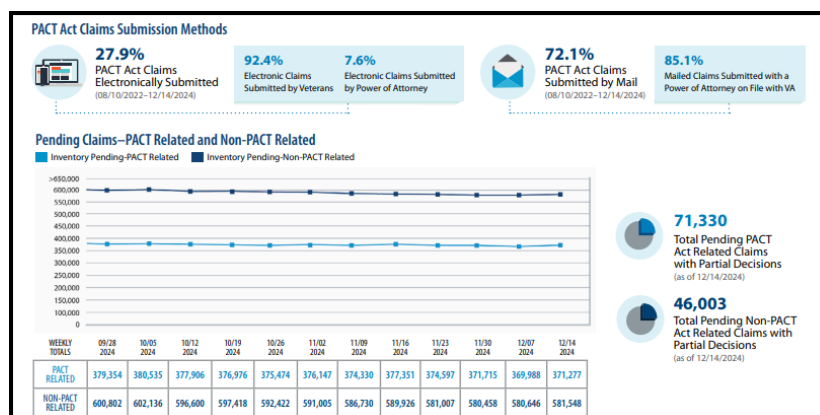 PACT Act Claims Submission Methods
27.9%
PACT Act Claims
Electronically Submitted
(08/10/2022–12/14/2024)
92.4%
Electronic Claims
Submitted by Veterans
7.6%
Electronic Claims Submitted
by Power of Attorney
72.1%
PACT Act Claims
Submitted by Mail
(08/10/2022–12/14/2024)
85.1%
Mailed Claims Submitted with a
Power of Attorney on File with VA
Pending Claims–PACT Related and Non-PACT Related
Inventory Pending-PACT Related Inventory Pending-Non-PACT Related
>650,000
600,000
550,000
500,000
450,000
400,000
350,000
300,000
250,000
200,000
150,000
100,000
0
WEEKLY TOTALS 09/28 2024 10/05 2024 10/12 2024 10/19 2024 10/26 2024 11/02 2024 11/09 2024 11/16 2024 11/23 2024 11/30 2024 12/07 2024 12/14 2024
PACT RELATED 379,354 380,535 377,906 376,976 375,474 376,147 374,330 377,351 374,597 371,715 369,988 371,277
NON-PACT RELATED 600,802 602,136 596,600 597,418 592,422 591,005 586,730 589,926 581,007 580,458 580,646 581,548
71,330
Total Pending PACT
Act Related Claims
with Partial Decisions
(as of 12/14/2024)
46,003
Total Pending Non-PACT
Act Related Claims with
Partial Decisions
(as of 12/14/2024)